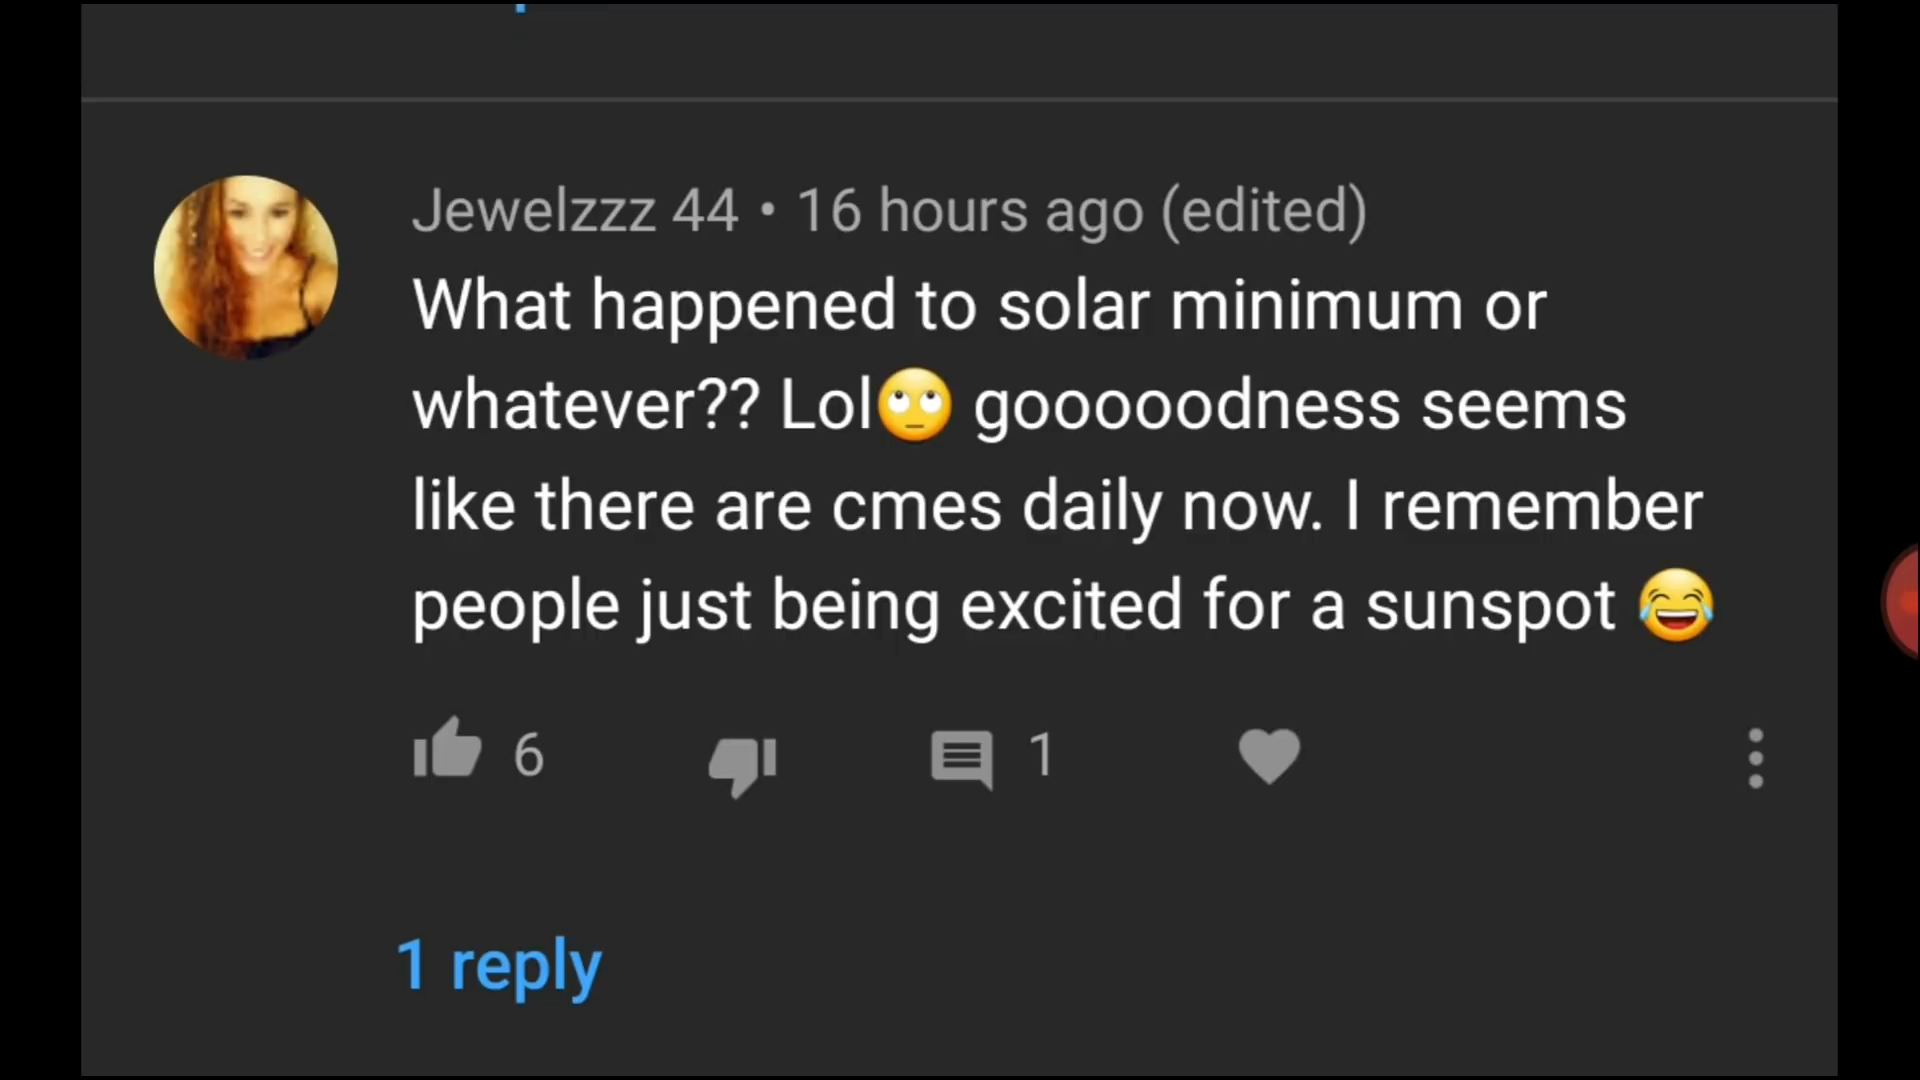 Jewelzzz 44 • 16 hours ago (edited)
What happened to solar minimum or
whatever?? Lol🙄 gooooodness seems
like there are cmes daily now. I remember
people just being excited for a sunspot 😂
6
1
1 reply